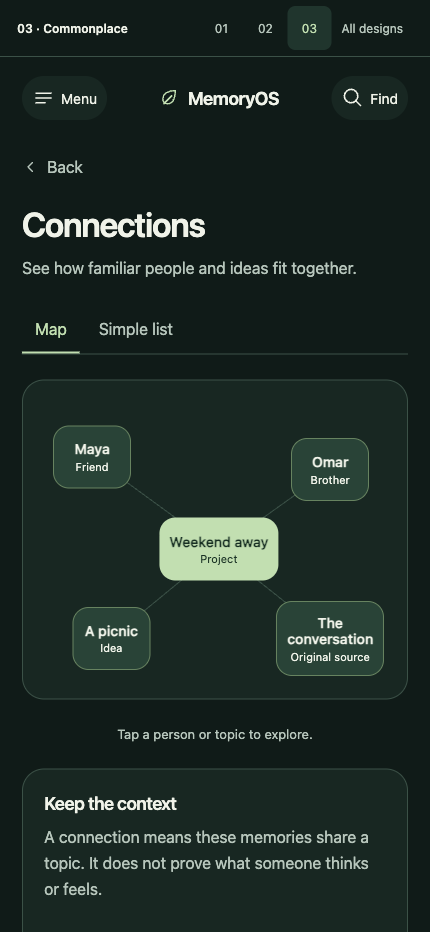 03 · Commonplace 01 02 03 All designs
Menu MemoryOS Find
Back
Connections
See how familiar people and ideas fit together.
Map Simple list
Maya
Friend
Omar
Brother
Weekend away
Project
A picnic
Idea
The
conversation
Original source
Tap a person or topic to explore.
Keep the context
A connection means these memories share a
topic. It does not prove what someone thinks
or feels.